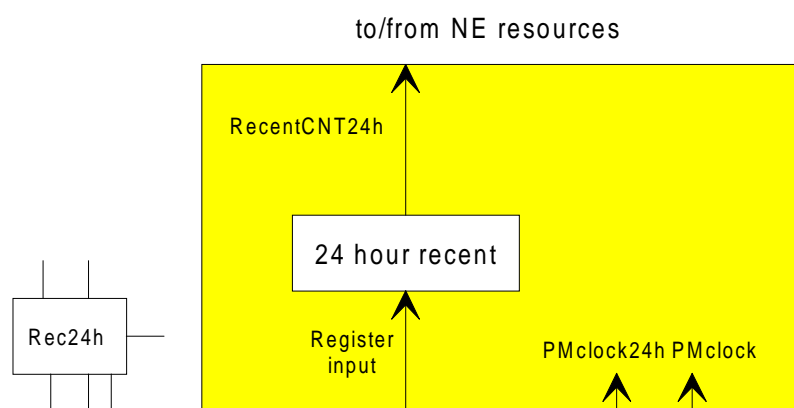 to/from NE resources
RecentCNT24h
24 hour recent
Rec24h
Register
input
PMclock24h PMclock